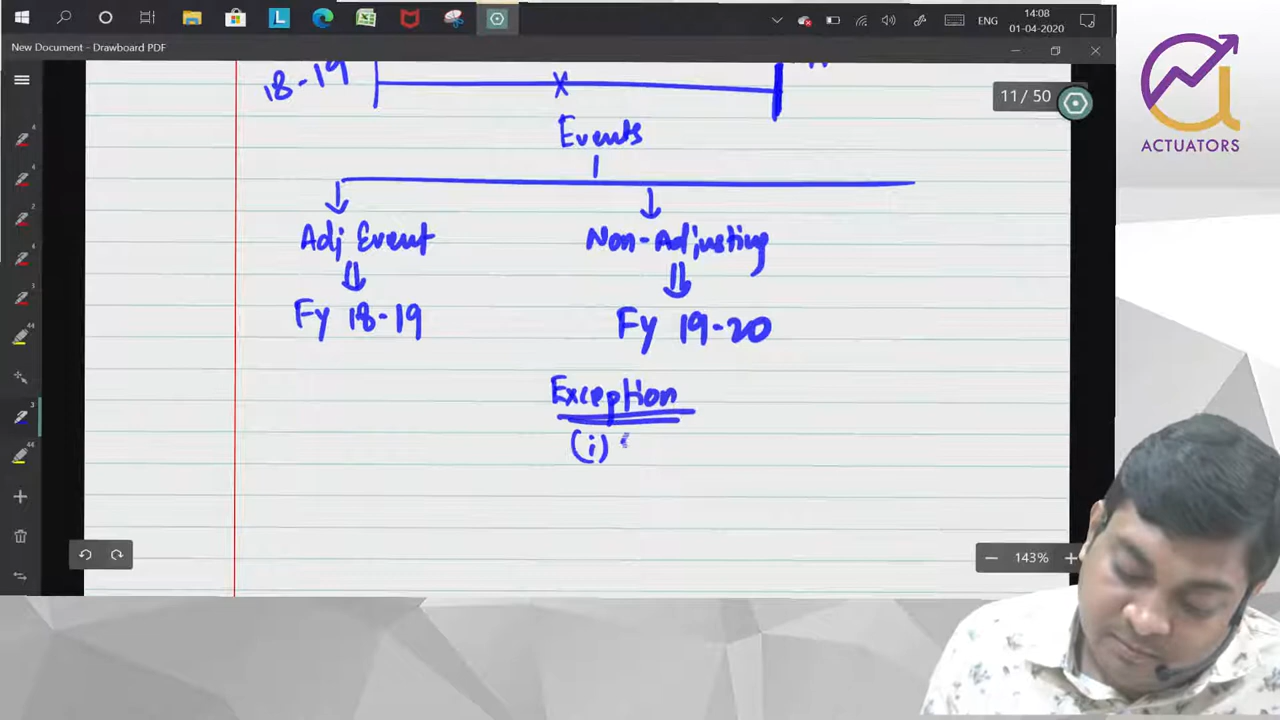 14:08
ENG
01-04-2020
New Document - Drawboard PDF
18-19
11 / 50
ACTUATORS
Events
Adj Event
Non-Adjusting
Fy 18-19
Fy 19-20
Exception
(i)
143%